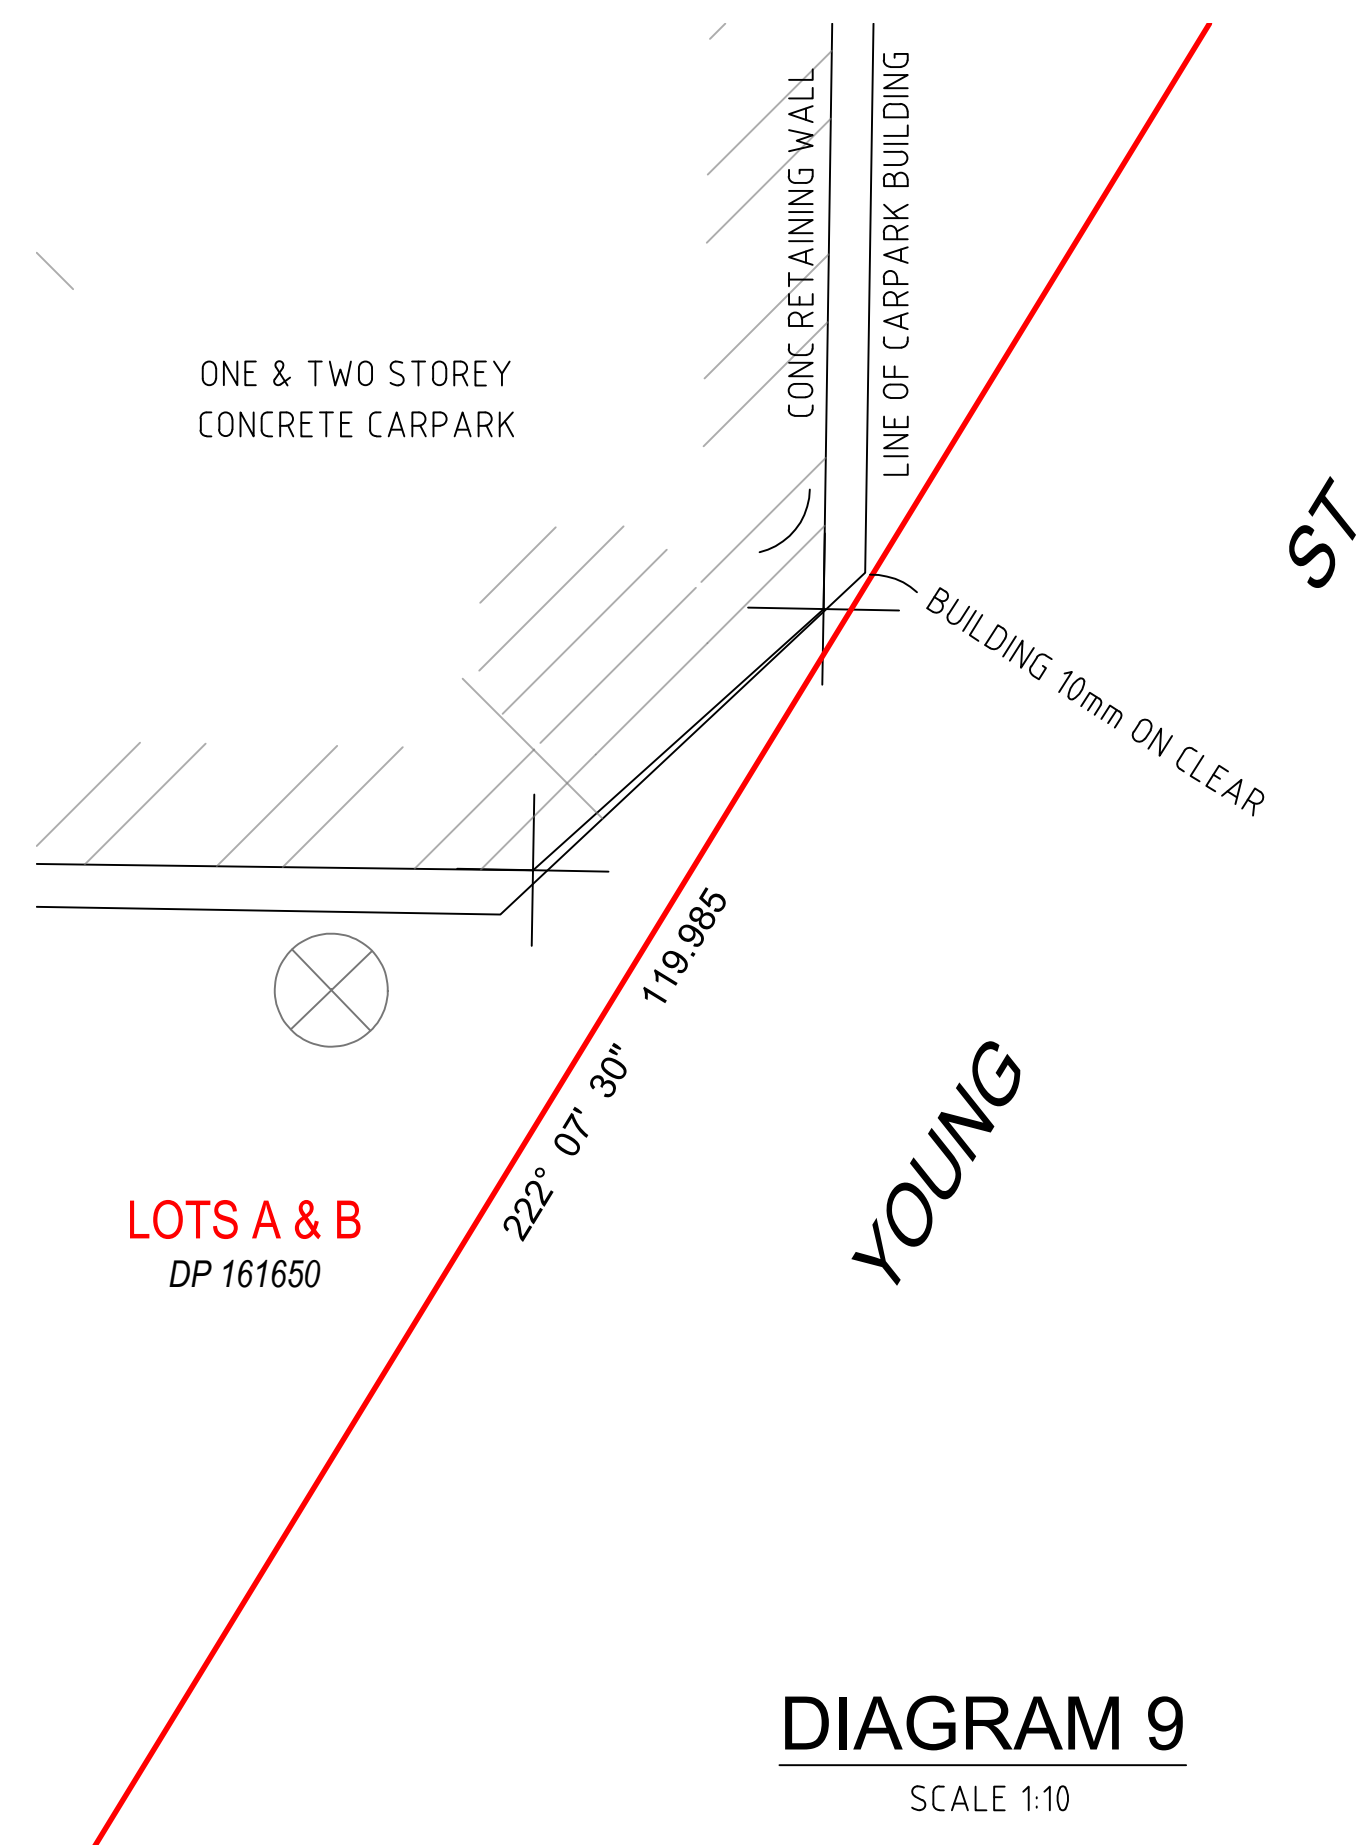 CONC RETAINING WALL
LINE OF CARPARK BUILDING
ONE & TWO STOREY
CONCRETE CARPARK
ST
BUILDING 10mm ON CLEAR
119.985
222° 07' 30"
YOUNG
LOTS A & B
DP 161650
DIAGRAM 9
SCALE 1:10